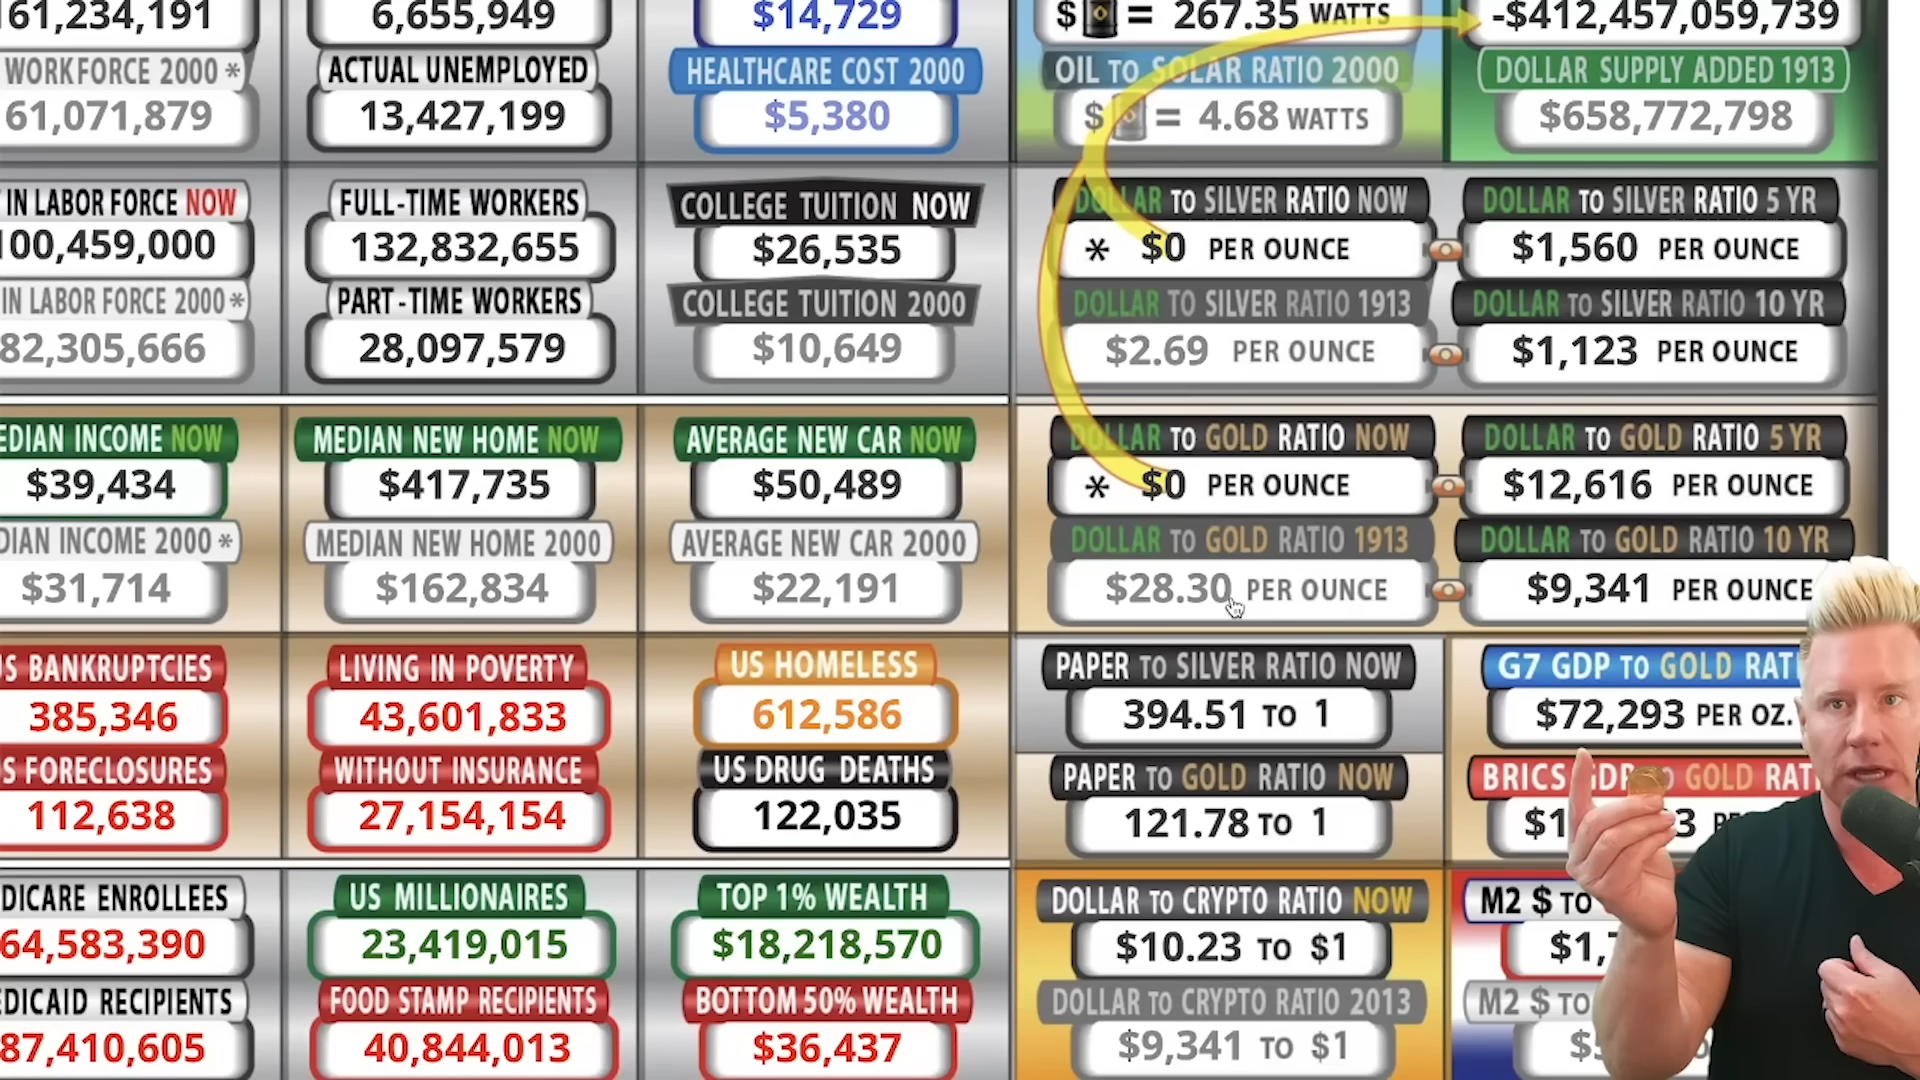 161,234,191
6,655,949
$14,729
$ = 267.35 WATTS
-$412,457,059,739
WORKFORCE 2000 *
ACTUAL UNEMPLOYED
HEALTHCARE COST 2000
OIL TO SOLAR RATIO 2000
DOLLAR SUPPLY ADDED 1913
61,071,879
13,427,199
$5,380
$ = 4.68 WATTS
$658,772,798
IN LABOR FORCE NOW
FULL-TIME WORKERS
COLLEGE TUITION NOW
DOLLAR TO SILVER RATIO NOW
DOLLAR TO SILVER RATIO 5 YR
100,459,000
132,832,655
$26,535
* $0 PER OUNCE
$1,560 PER OUNCE
IN LABOR FORCE 2000 *
PART-TIME WORKERS
COLLEGE TUITION 2000
DOLLAR TO SILVER RATIO 1913
DOLLAR TO SILVER RATIO 10 YR
82,305,666
28,097,579
$10,649
$2.69 PER OUNCE
$1,123 PER OUNCE
EDIAN INCOME NOW
MEDIAN NEW HOME NOW
AVERAGE NEW CAR NOW
DOLLAR TO GOLD RATIO NOW
DOLLAR TO GOLD RATIO 5 YR
$39,434
$417,735
$50,489
* $0 PER OUNCE
$12,616 PER OUNCE
DIAN INCOME 2000 *
MEDIAN NEW HOME 2000
AVERAGE NEW CAR 2000
DOLLAR TO GOLD RATIO 1913
DOLLAR TO GOLD RATIO 10 YR
$31,714
$162,834
$22,191
$28.30 PER OUNCE
$9,341 PER OUNCE
US BANKRUPTCIES
LIVING IN POVERTY
US HOMELESS
PAPER TO SILVER RATIO NOW
G7 GDP TO GOLD RATI
385,346
43,601,833
612,586
394.51 TO 1
$72,293 PER OZ.
US FORECLOSURES
WITHOUT INSURANCE
US DRUG DEATHS
PAPER TO GOLD RATIO NOW
BRICS GDP TO GOLD RAT
112,638
27,154,154
122,035
121.78 TO 1
$1
DICARE ENROLLEES
US MILLIONAIRES
TOP 1% WEALTH
DOLLAR TO CRYPTO RATIO NOW
M2 $ TO
64,583,390
23,419,015
$18,218,570
$10.23 TO $1
$1,
EDICAID RECIPIENTS
FOOD STAMP RECIPIENTS
BOTTOM 50% WEALTH
DOLLAR TO CRYPTO RATIO 2013
M2 $ TO
87,410,605
40,844,013
$36,437
$9,341 TO $1